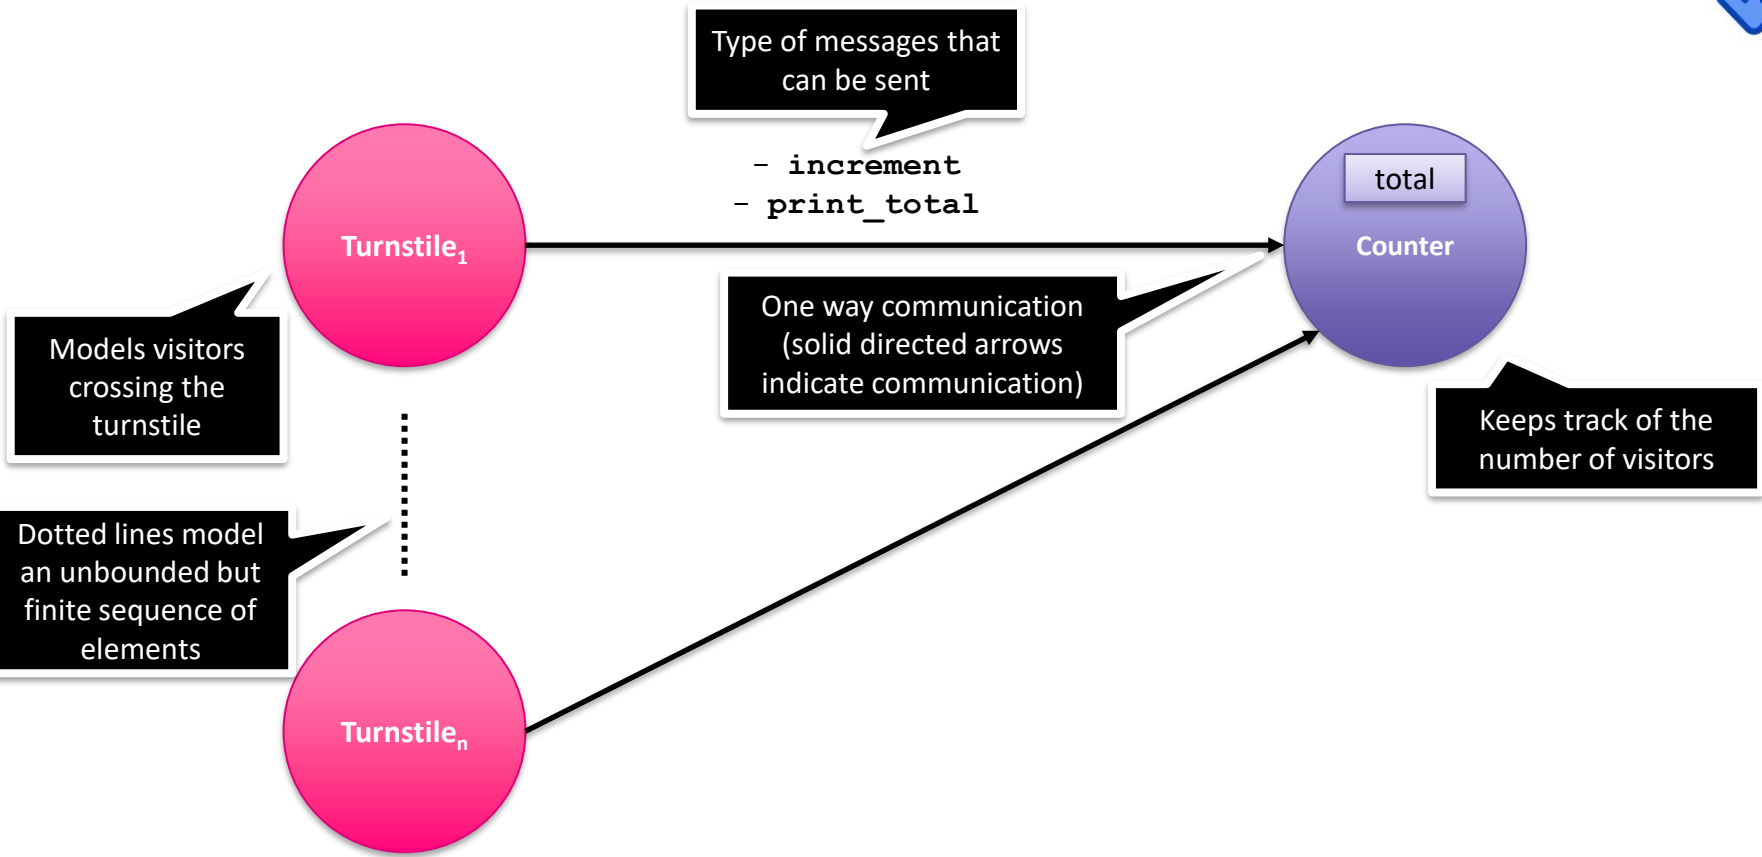 Type of messages that
can be sent
- increment
- print_total
total
Turnstile1
Counter
One way communication
(solid directed arrows
indicate communication)
Models visitors
crossing the
turnstile
Keeps track of the
number of visitors
Dotted lines model
an unbounded but
finite sequence of
elements
Turnstilen